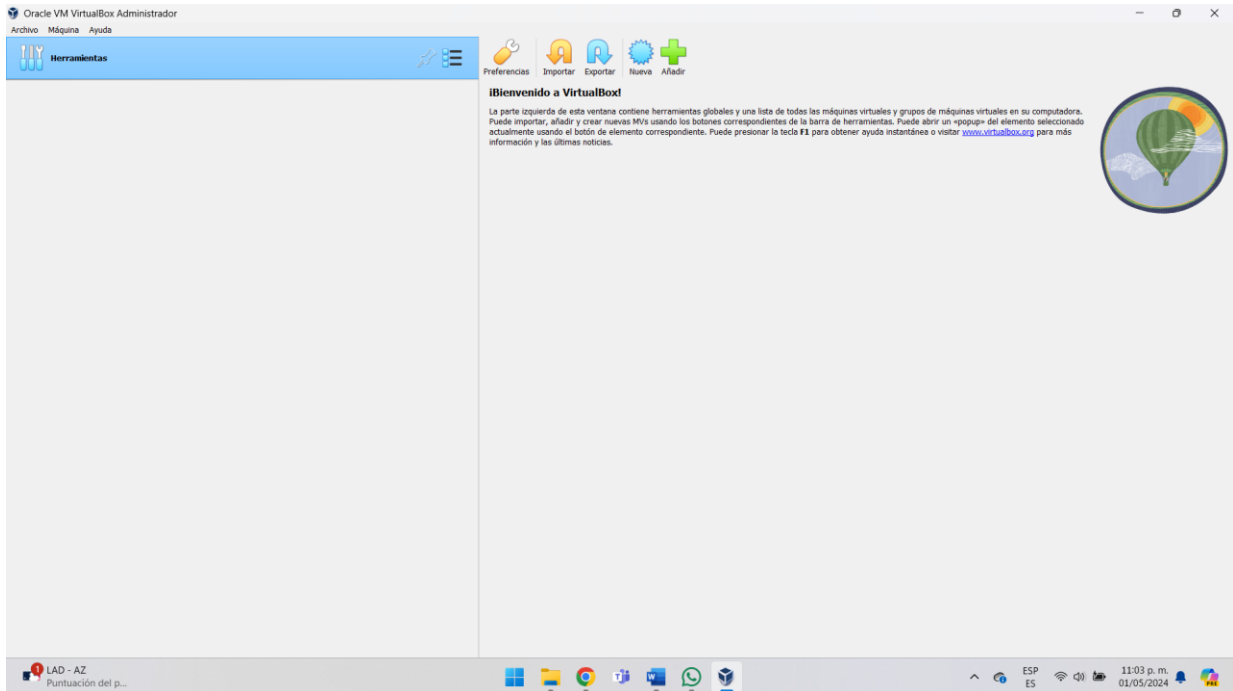 Oracle VM VirtualBox Administrador
Archivo Máquina Ayuda
Herramientas
Preferencias Importar Exportar Nueva Añadir
¡Bienvenido a VirtualBox!
La parte izquierda de esta ventana contiene herramientas globales y una lista de todas las máquinas virtuales y grupos de máquinas virtuales en su computadora.
Puede importar, añadir y crear nuevas MVs usando los botones correspondientes de la barra de herramientas. Puede abrir un «popup» del elemento seleccionado
actualmente usando el botón de elemento correspondiente. Puede presionar la tecla F1 para obtener ayuda instantánea o visitar www.virtualbox.org para más
información y las últimas noticias.
1
LAD - AZ
Puntuación del p...
ESP
ES
11:03 p. m.
01/05/2024
PRE